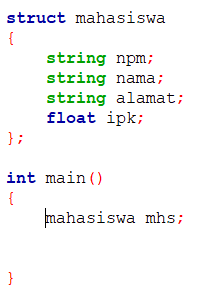 struct mahasiswa
{
    string npm;
    string nama;
    string alamat;
    float ipk;
};
int main()
{
    mahasiswa mhs;
}